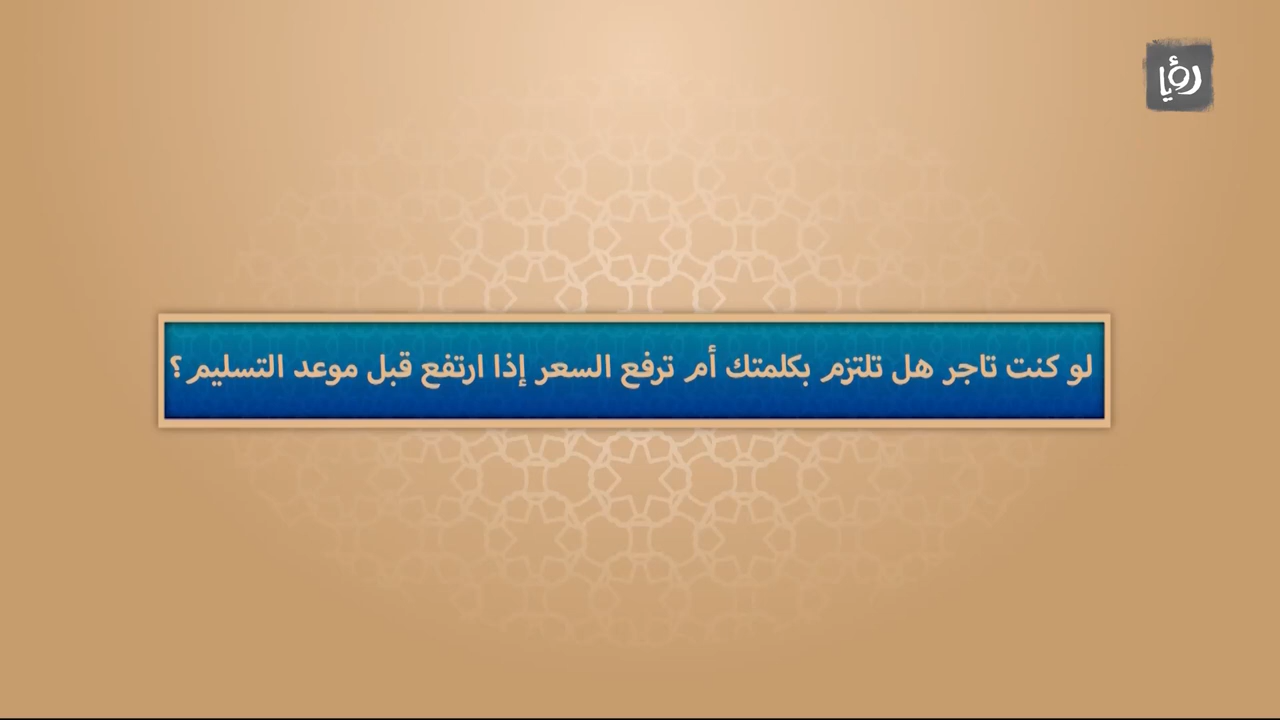 رؤيا
لو كنت تاجر هل تلتزم بكلمتك أم ترفع السعر إذا ارتفع قبل موعد التسليم؟